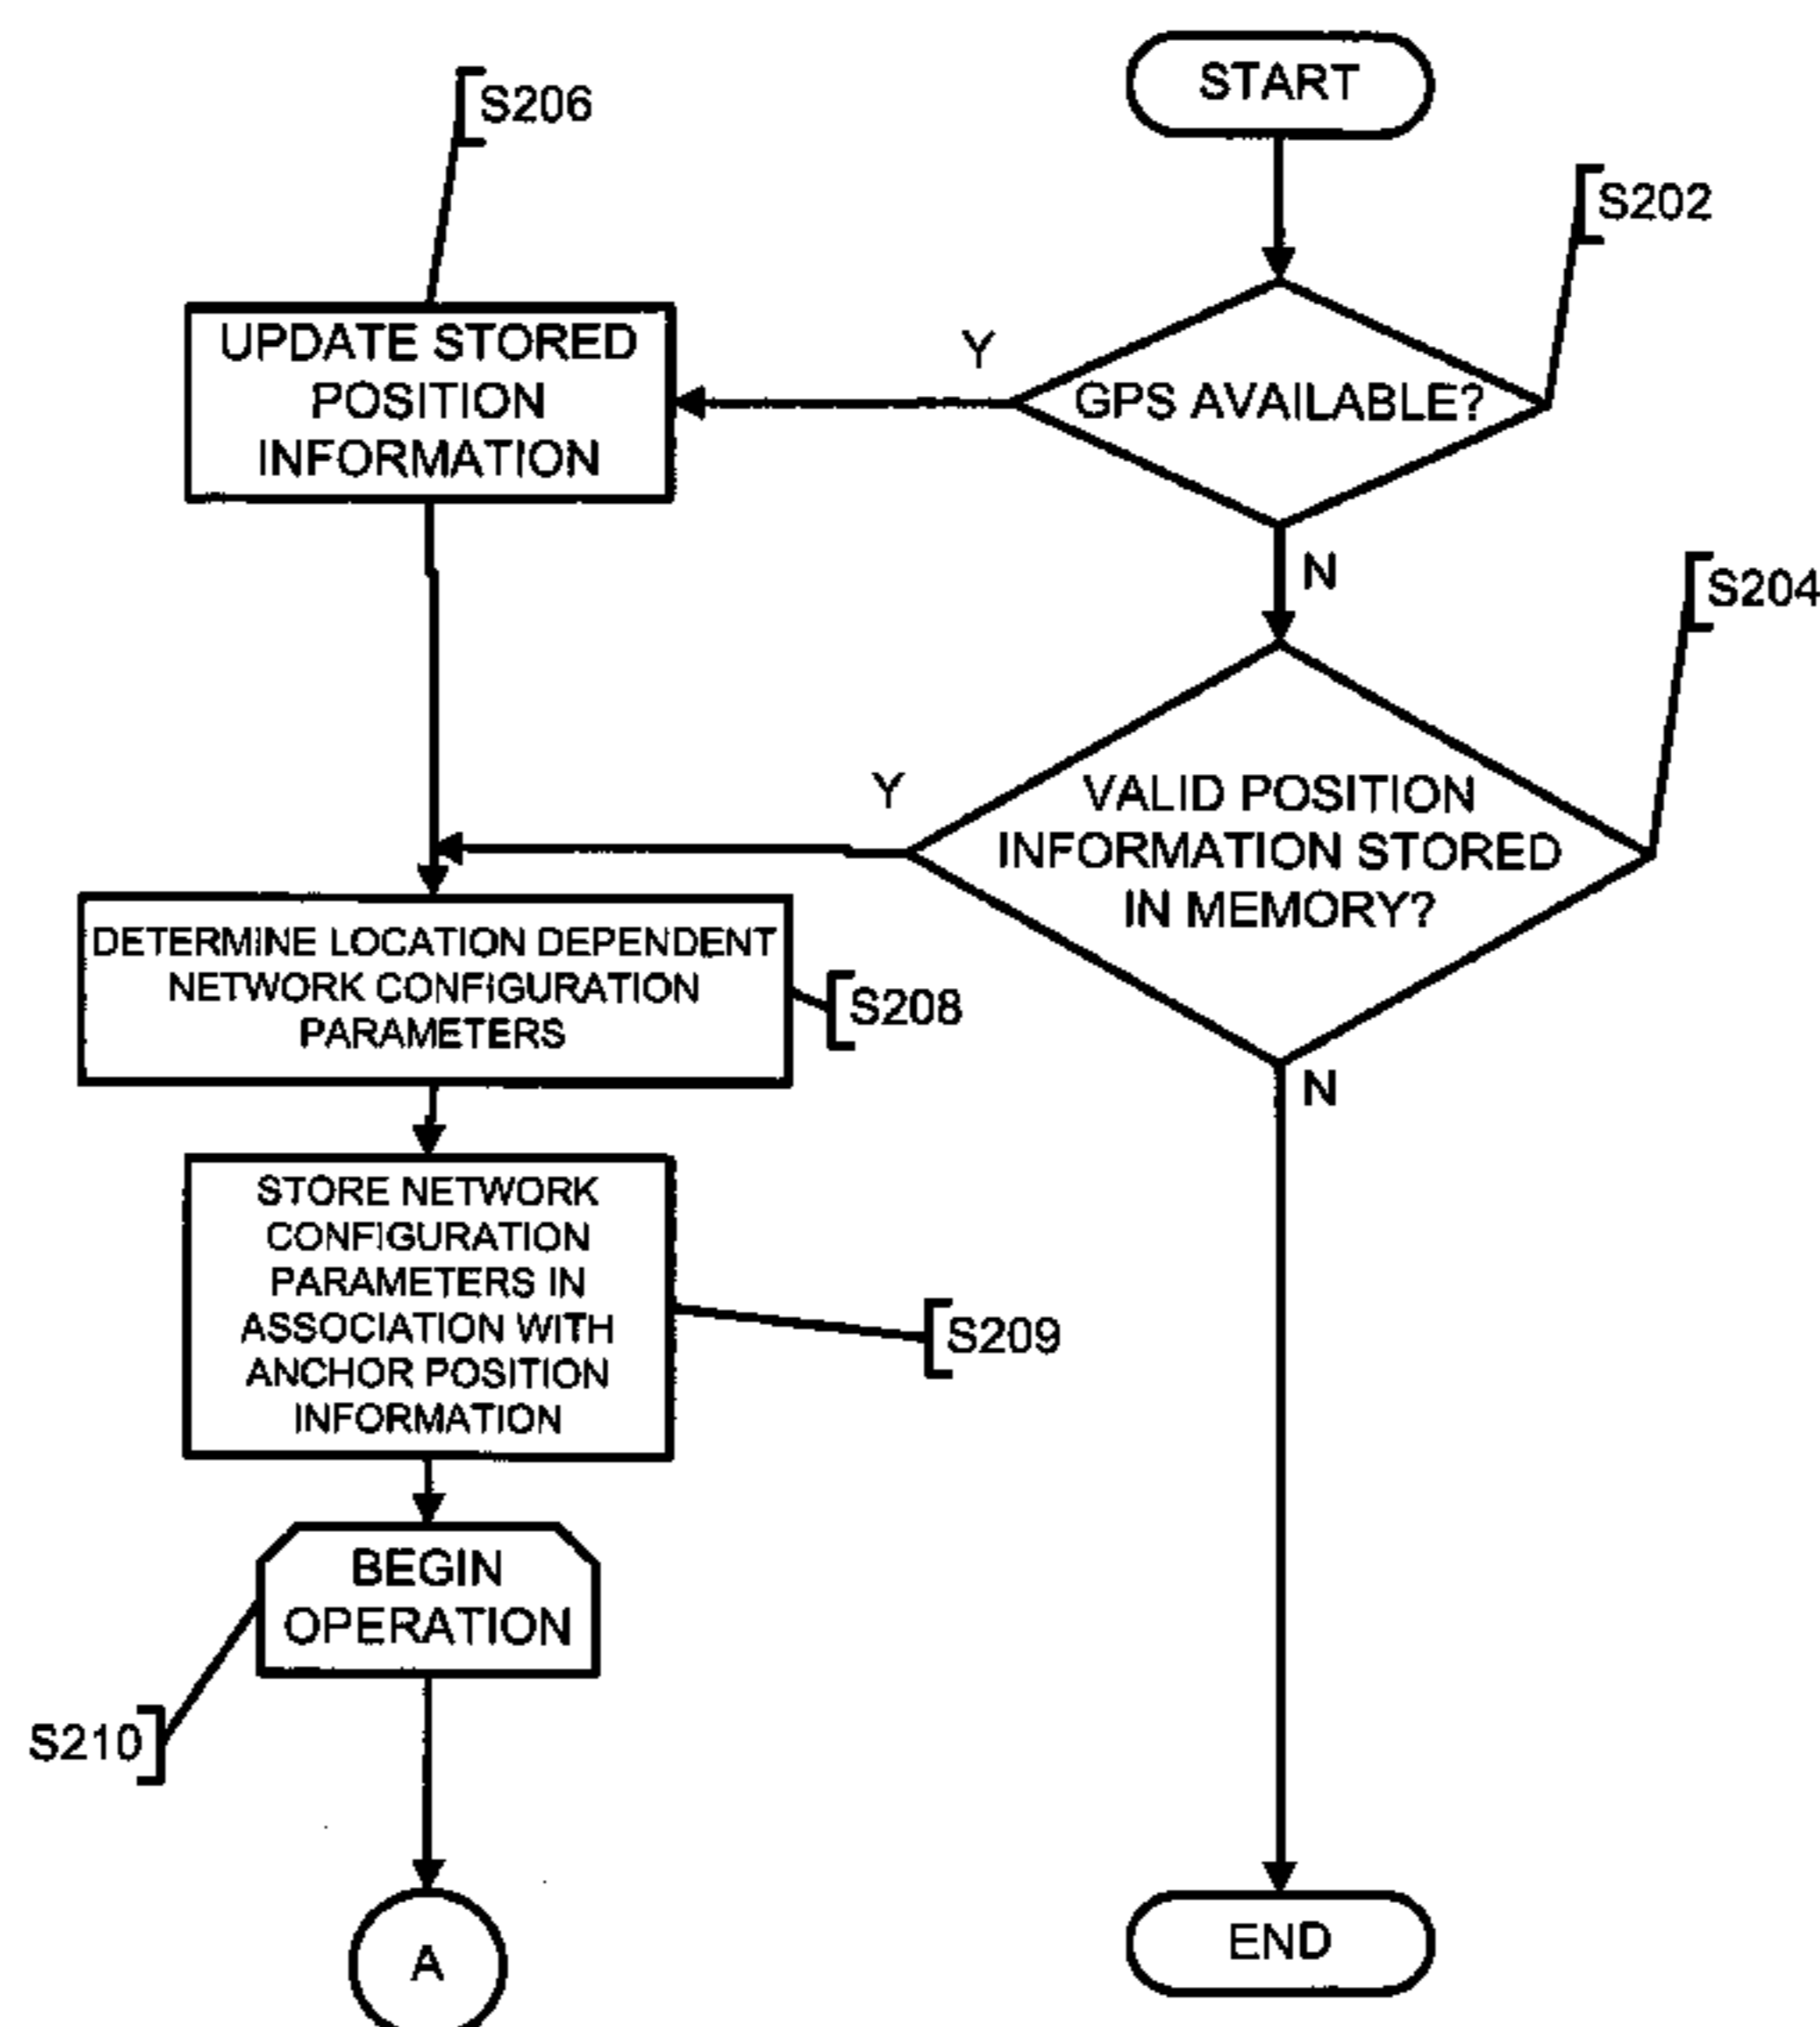 START
S206
S202
UPDATE STORED
POSITION
INFORMATION
Y
GPS AVAILABLE?
N
S204
Y
VALID POSITION
INFORMATION STORED
IN MEMORY?
DETERMINE LOCATION DEPENDENT
NETWORK CONFIGURATION
PARAMETERS
S208
N
STORE NETWORK
CONFIGURATION
PARAMETERS IN
ASSOCIATION WITH
ANCHOR POSITION
INFORMATION
S209
BEGIN
OPERATION
S210
A
END